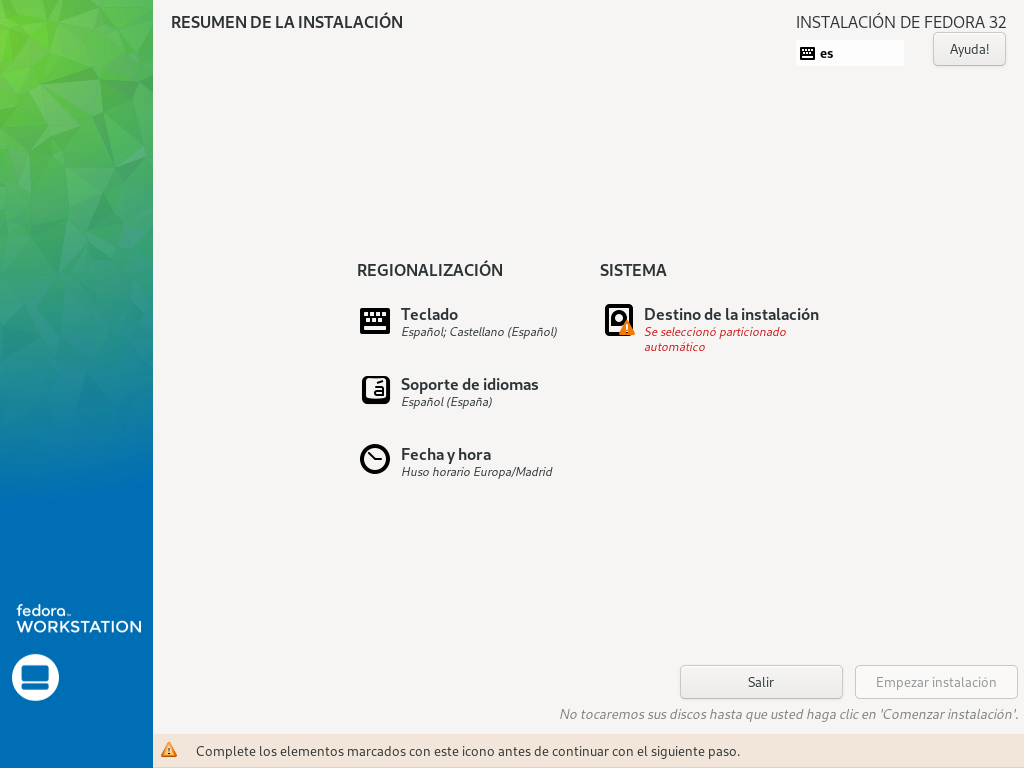 RESUMEN DE LA INSTALACIÓN
INSTALACIÓN DE FEDORA 32
es
Ayuda!
REGIONALIZACIÓN
Teclado
Español; Castellano (Español)
Soporte de idiomas
Español (España)
Fecha y hora
Huso horario Europa/Madrid
SISTEMA
Destino de la instalación
Se seleccionó particionado
automático
fedora™
WORKSTATION
Salir
Empezar instalación
No tocaremos sus discos hasta que usted haga clic en 'Comenzar instalación'.
Complete los elementos marcados con este icono antes de continuar con el siguiente paso.